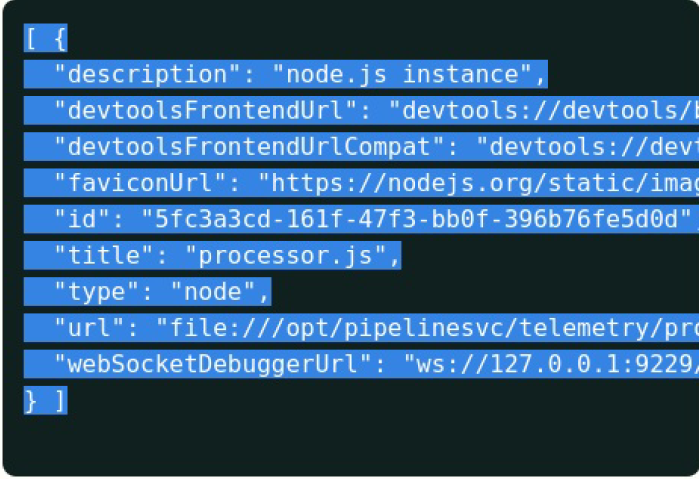 [ {
  "description": "node.js instance",
  "devtoolsFrontendUrl": "devtools://devtools/b
  "devtoolsFrontendUrlCompat": "devtools://devt
  "faviconUrl": "https://nodejs.org/static/imag
  "id": "5fc3a3cd-161f-47f3-bb0f-396b76fe5d0d",
  "title": "processor.js",
  "type": "node",
  "url": "file:///opt/pipelinesvc/telemetry/pro
  "webSocketDebuggerUrl": "ws://127.0.0.1:9229/
} ]